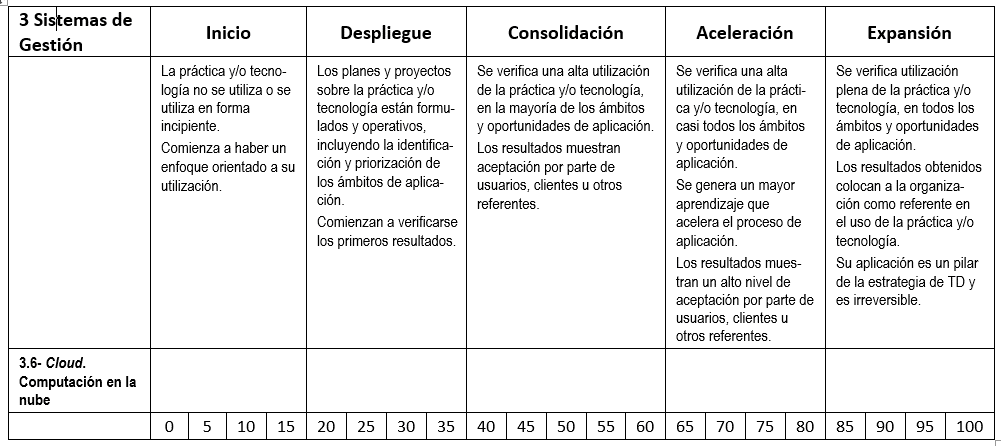 3 Sistemas de
Gestión
Inicio
Despliegue
Consolidación
Aceleración
Expansión
La práctica y/o tecno-
logía no se utiliza o se
utiliza en forma
incipiente.
Comienza a haber un
enfoque orientado a su
utilización.
Los planes y proyectos
sobre la práctica y/o
tecnología están formu-
lados y operativos,
incluyendo la identifica-
ción y priorización de
los ámbitos de aplica-
ción.
Comienzan a verificarse
los primeros resultados.
Se verifica una alta utilización
de la práctica y/o tecnología,
en la mayoría de los ámbitos
y oportunidades de aplicación.
Los resultados muestran
aceptación por parte de
usuarios, clientes u otros
referentes.
Se verifica una alta
utilización de la prácti-
ca y/o tecnología, en
casi todos los ámbitos
y oportunidades de
aplicación.
Se genera un mayor
aprendizaje que
acelera el proceso de
aplicación.
Los resultados mues-
tran un alto nivel de
aceptación por parte de
usuarios, clientes u
otros referentes.
Se verifica utilización
plena de la práctica y/o
tecnología, en todos los
ámbitos y oportunidades
de aplicación.
Los resultados obtenidos
colocan a la organiza-
ción como referente en
el uso de la práctica y/o
tecnología.
Su aplicación es un pilar
de la estrategia de TD y
es irreversible.
3.6- Cloud.
Computación en la
nube
0 5 10 15 20 25 30 35 40 45 50 55 60 65 70 75 80 85 90 95 100